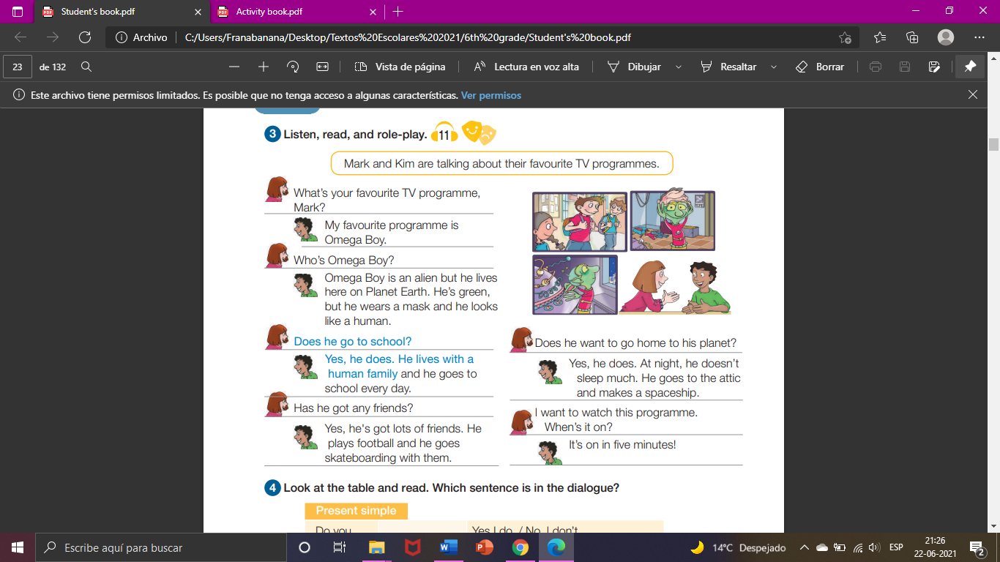 Student's book.pdf
Activity book.pdf
Archivo
C:/Users/Franabanana/Desktop/Textos%20Escolares%202021/6th%20grade/Student's%20book.pdf
23 de 132
Vista de página
Lectura en voz alta
Dibujar
Resaltar
Borrar
Este archivo tiene permisos limitados. Es posible que no tenga acceso a algunas características. Ver permisos
3 Listen, read, and role-play. 11
Mark and Kim are talking about their favourite TV programmes.
What's your favourite TV programme,
Mark?
My favourite programme is
Omega Boy.
Who's Omega Boy?
Omega Boy is an alien but he lives
here on Planet Earth. He's green,
but he wears a mask and he looks
like a human.
Does he go to school?
Yes, he does. He lives with a
human family and he goes to
school every day.
Has he got any friends?
Yes, he's got lots of friends. He
plays football and he goes
skateboarding with them.
Does he want to go home to his planet?
Yes, he does. At night, he doesn't
sleep much. He goes to the attic
and makes a spaceship.
I want to watch this programme.
When's it on?
It's on in five minutes!
4 Look at the table and read. Which sentence is in the dialogue?
Present simple
Do you
Yes I do. / No, I don't
Escribe aquí para buscar
14°C Despejado
ESP
21:26
22-06-2021
2